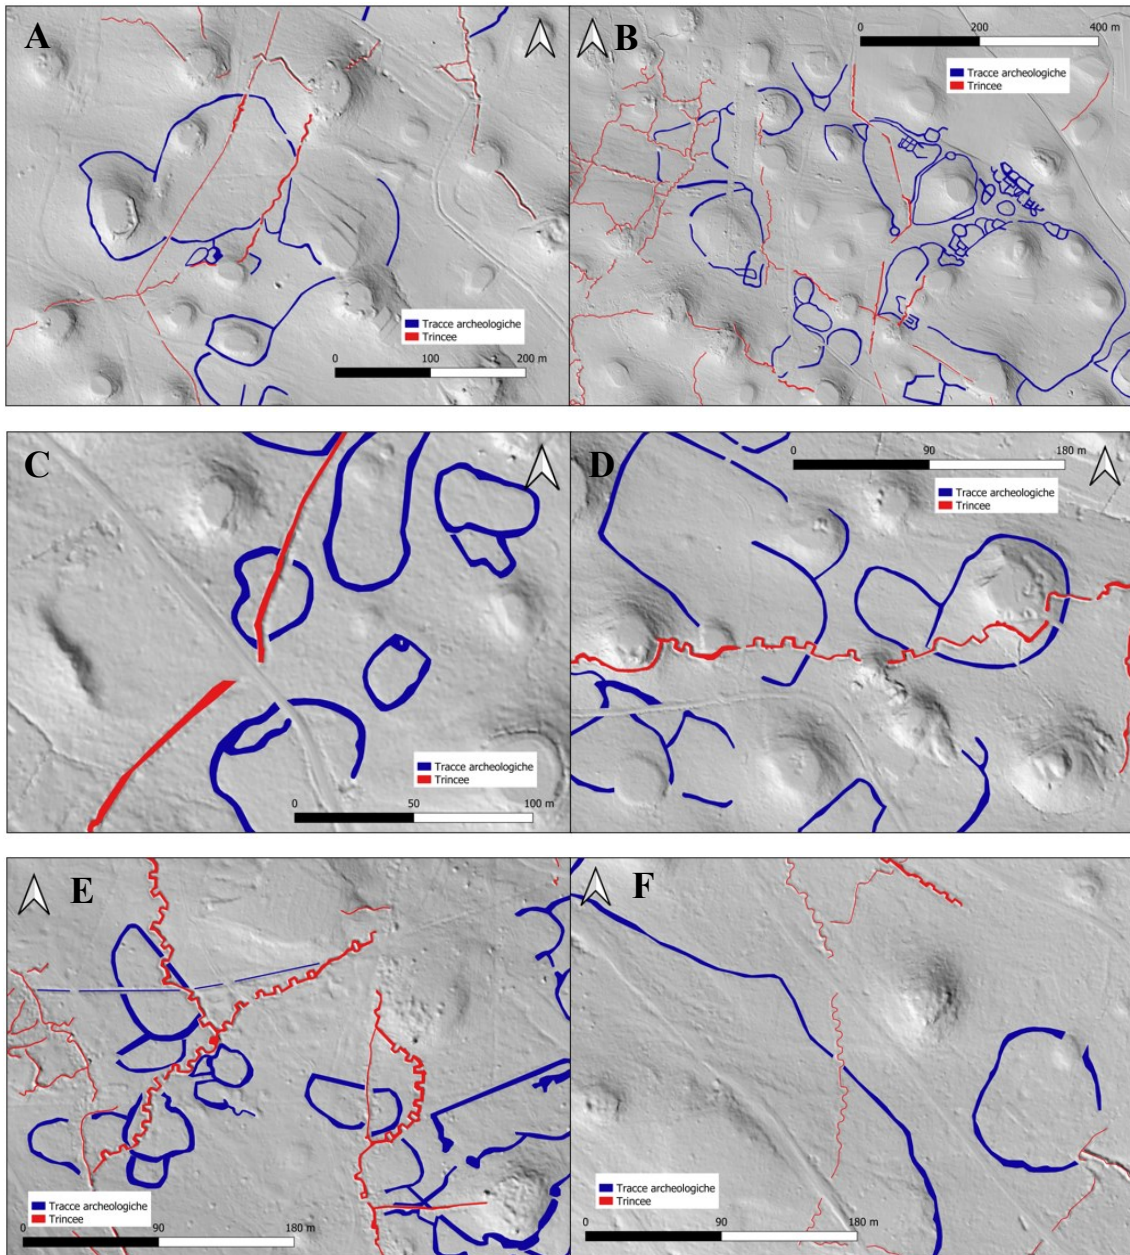 A
Tracce archeologiche
Trincee
0 100 200 m
B
0 200 400 m
Tracce archeologiche
Trincee
C
Tracce archeologiche
Trincee
0 50 100 m
D
0 90 180 m
Tracce archeologiche
Trincee
E
Tracce archeologiche
Trincee
0 90 180 m
F
Tracce archeologiche
Trincee
0 90 180 m